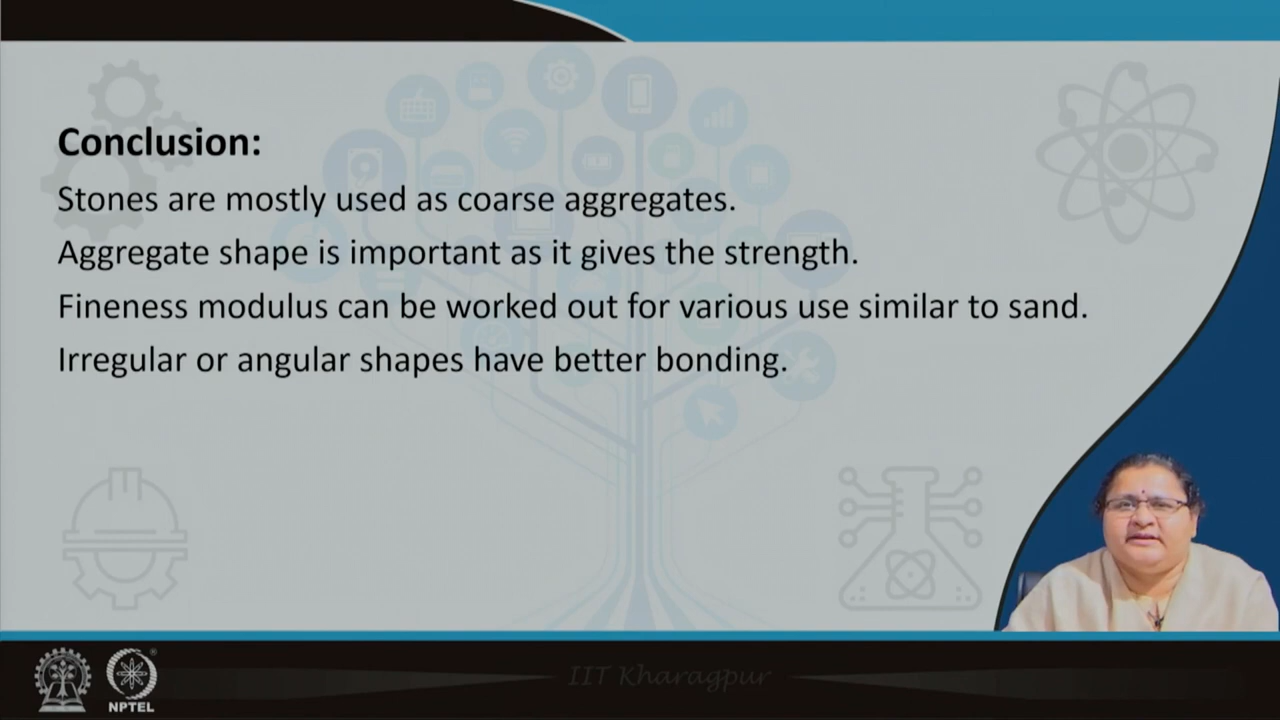 Conclusion:
Stones are mostly used as coarse aggregates.
Aggregate shape is important as it gives the strength.
Fineness modulus can be worked out for various use similar to sand.
Irregular or angular shapes have better bonding.
IIT Kharagpur
NPTEL